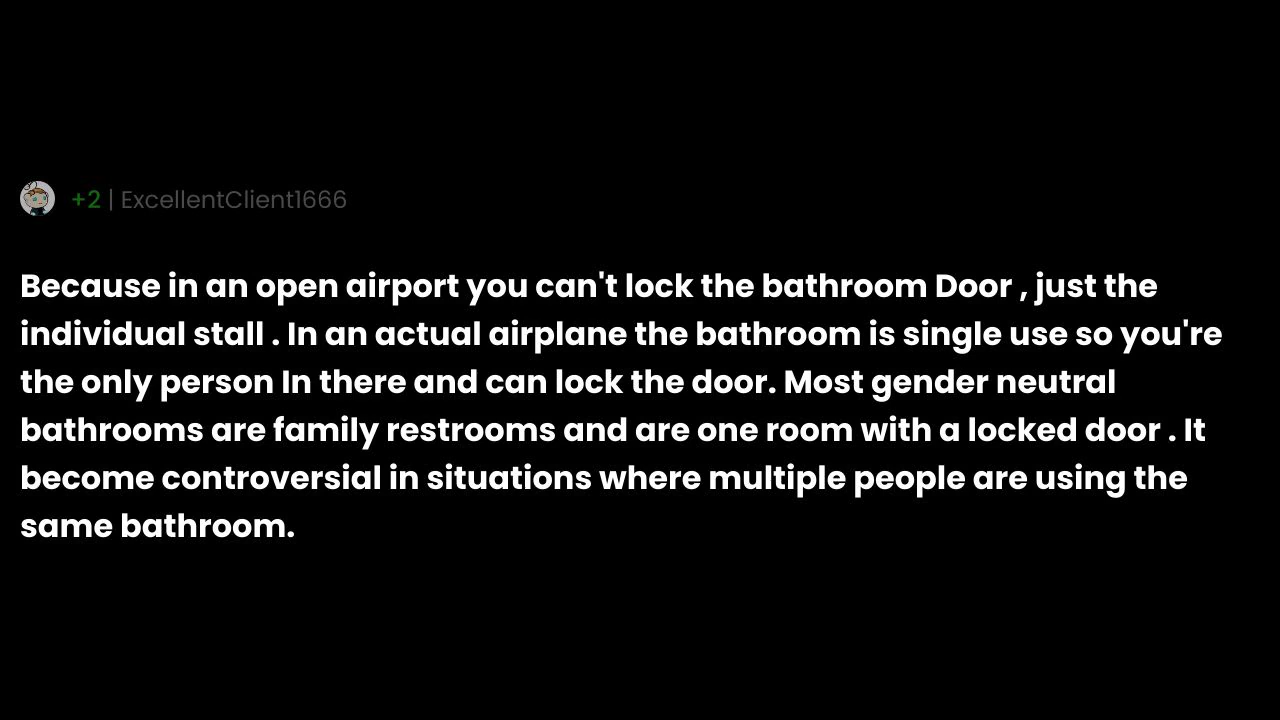 +2 | ExcellentClient1666
Because in an open airport you can't lock the bathroom Door , just the
individual stall . In an actual airplane the bathroom is single use so you're
the only person In there and can lock the door. Most gender neutral
bathrooms are family restrooms and are one room with a locked door . It
become controversial in situations where multiple people are using the
same bathroom.